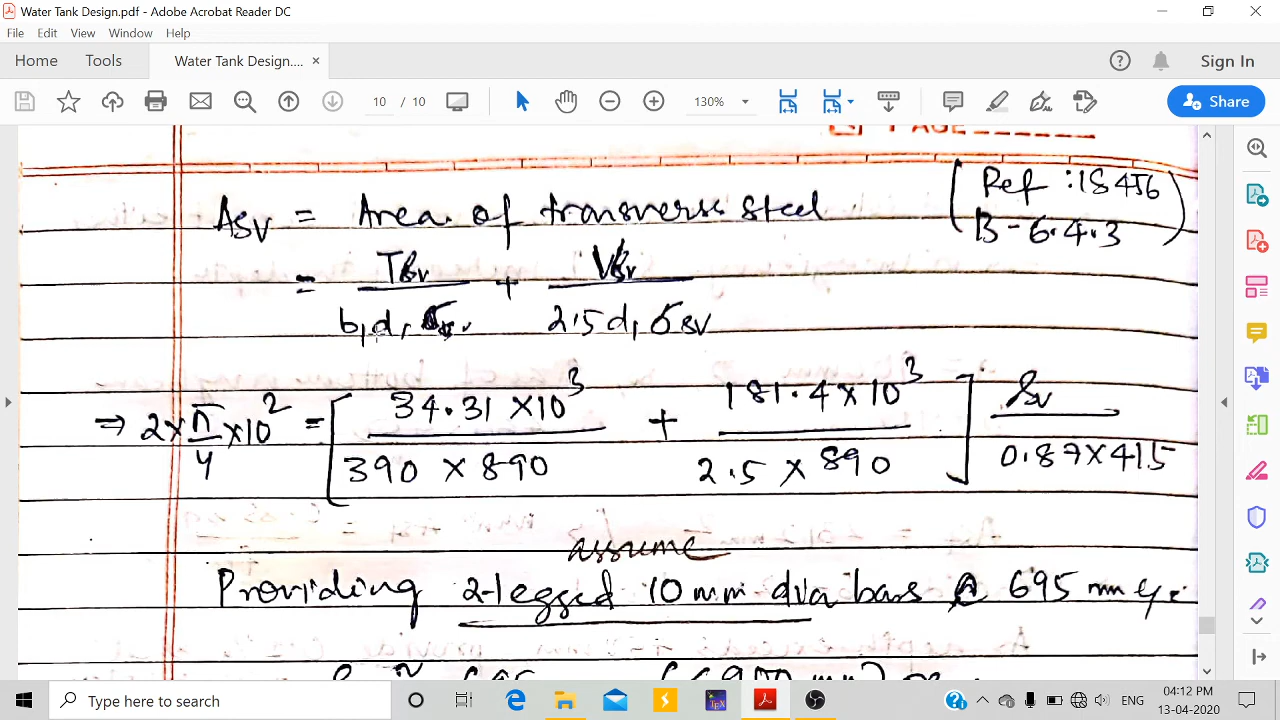 Water Tank Design.pdf - Adobe Acrobat Reader DC
File Edit View Window Help
Home Tools Water Tank Design.... × Sign In
10 / 10 130% Share
PAGE
Asv = Area of transverse steel (Ref : IS 456
B-6.4.3)
= TSv / b1d1σsv + VSv / 2.5d1σsv
⇒ 2×π/4×10² = [34.31 ×10³ / 390 × 890 + 181.4×10³ / 2.5 × 890] Sv / 0.87×415
assume
Providing 2-legged 10 mm dia bars @ 695 mm c/c
Type here to search
ENG 04:12 PM
13-04-2020